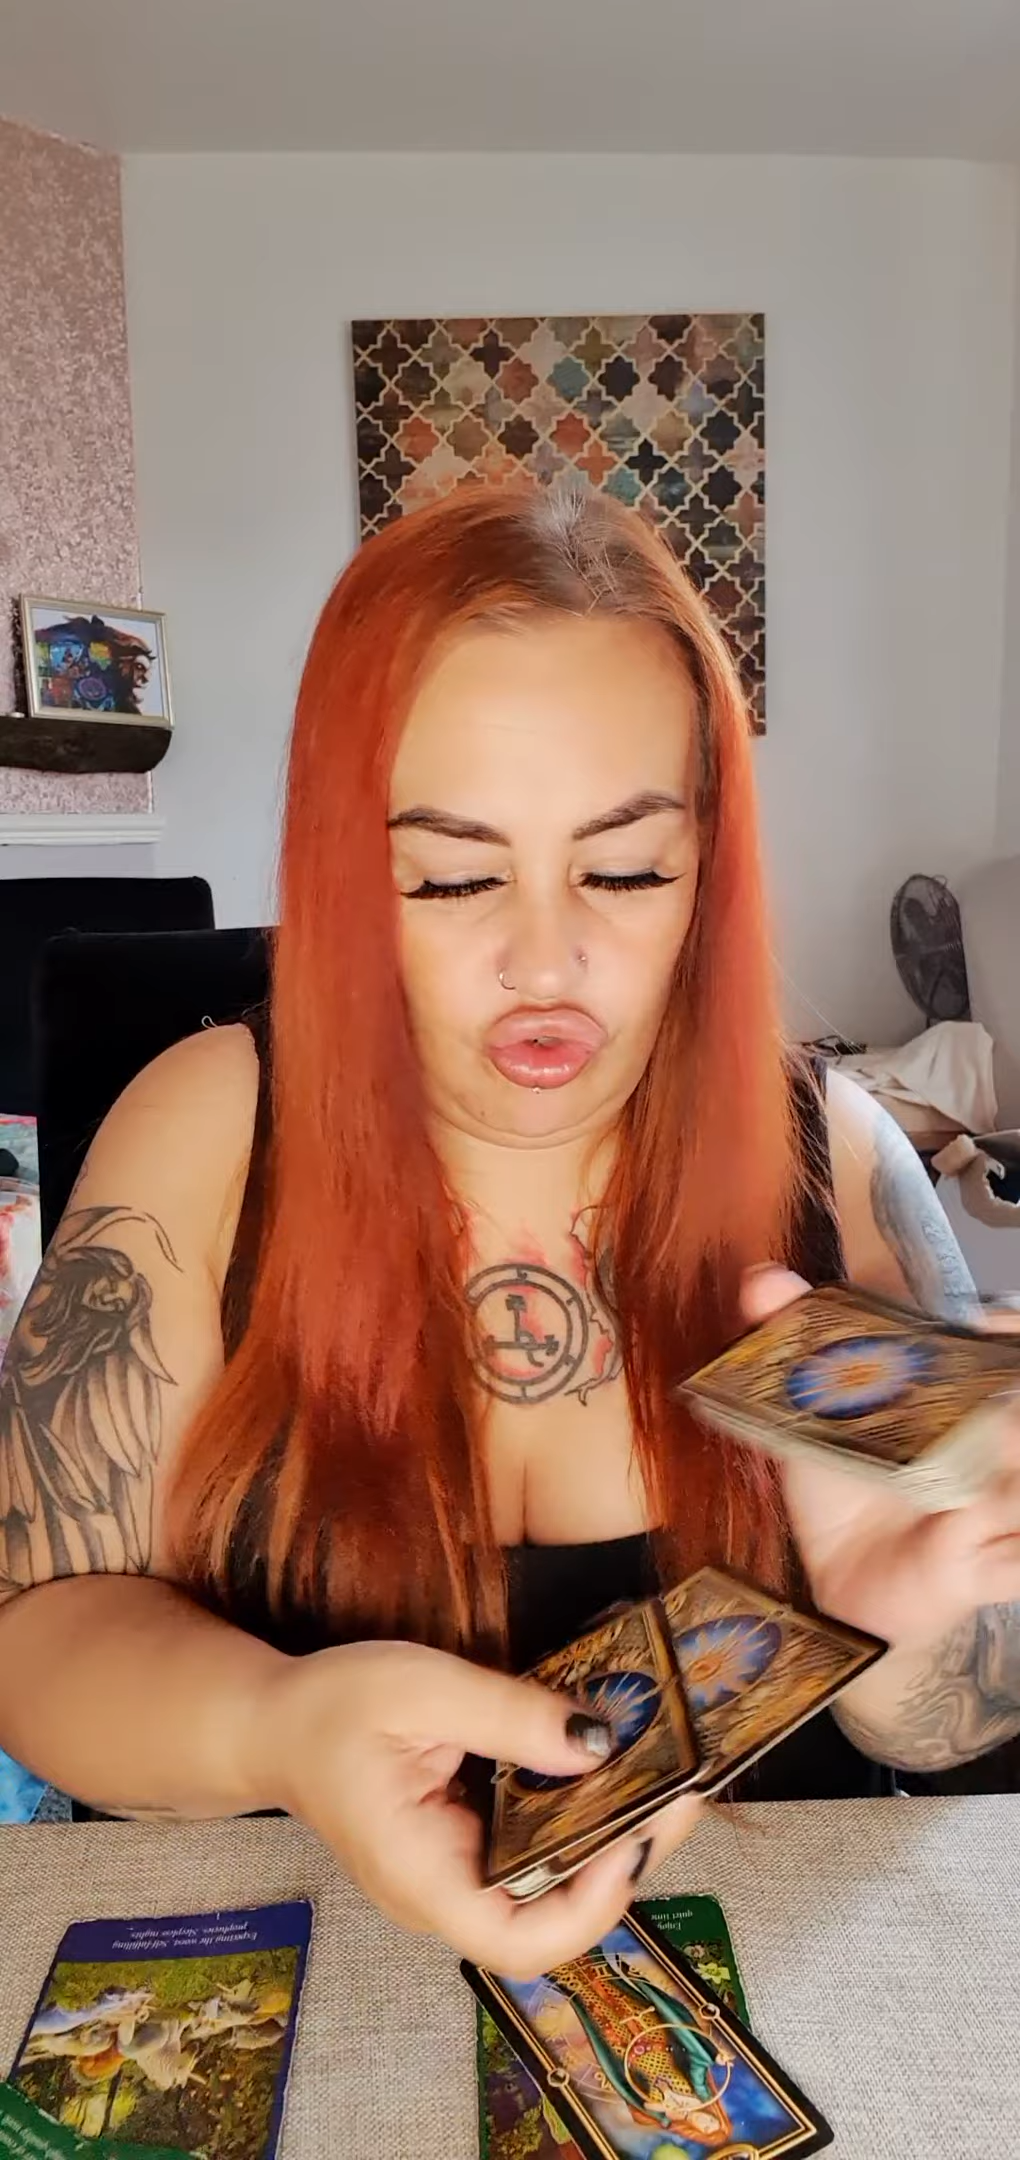 Expecting the worst. Self-fulfilling
prophecies. Sleepless nights.
Enjoy
quiet time